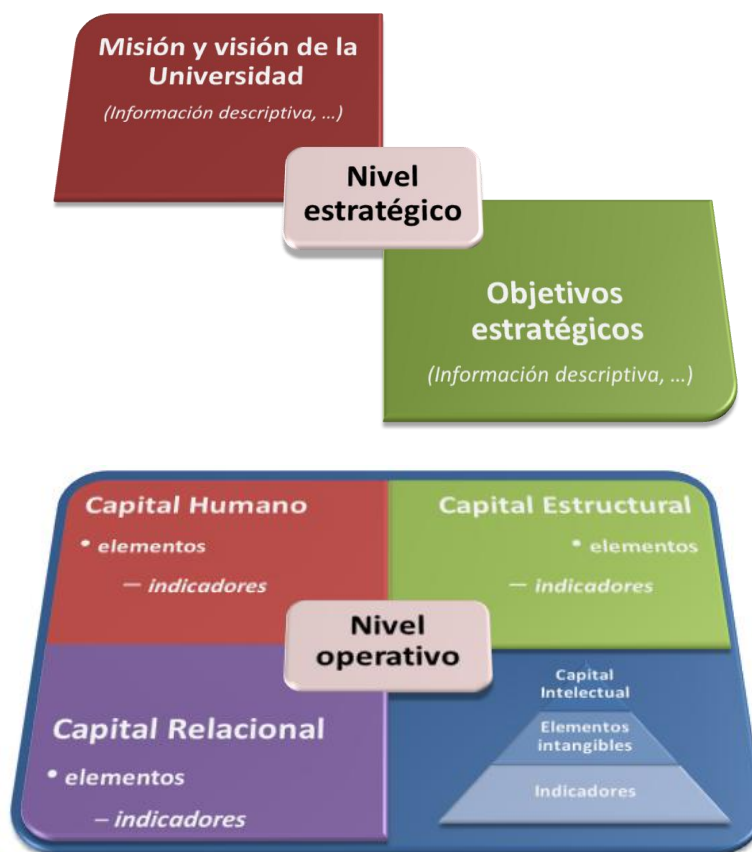 Misión y visión de la
Universidad
(Información descriptiva, ...)
Nivel
estratégico
Objetivos
estratégicos
(Información descriptiva, ...)
Capital Humano
• elementos
– indicadores
Capital Estructural
• elementos
– indicadores
Nivel
operativo
Capital Relacional
• elementos
– indicadores
Capital
Intelectual
Elementos
intangibles
Indicadores